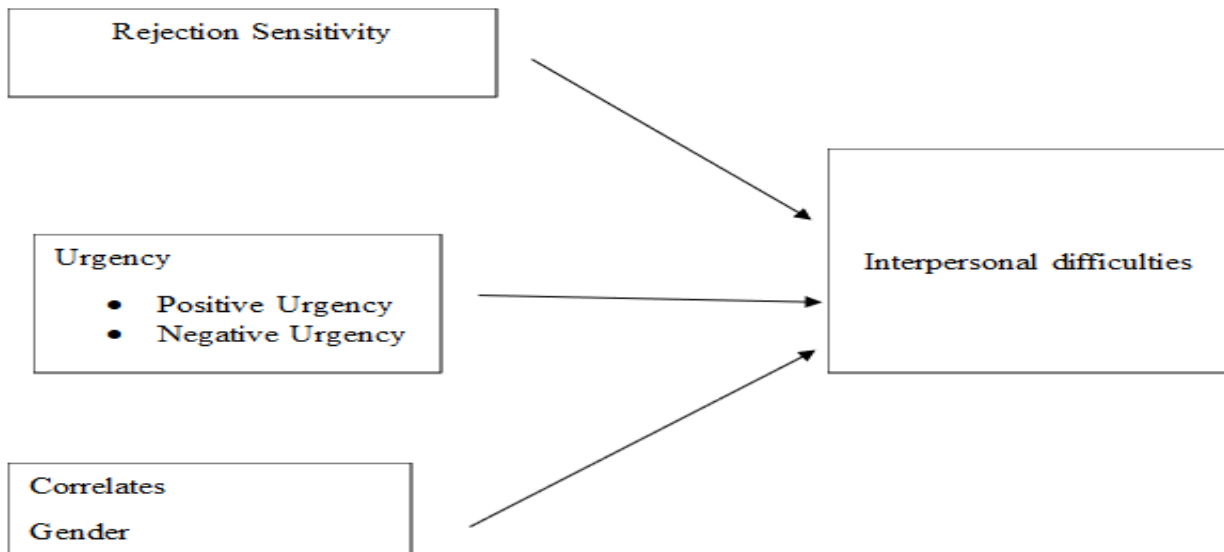 Rejection Sensitivity
Urgency
• Positive Urgency
• Negative Urgency
Interpersonal difficulties
Correlates
Gender